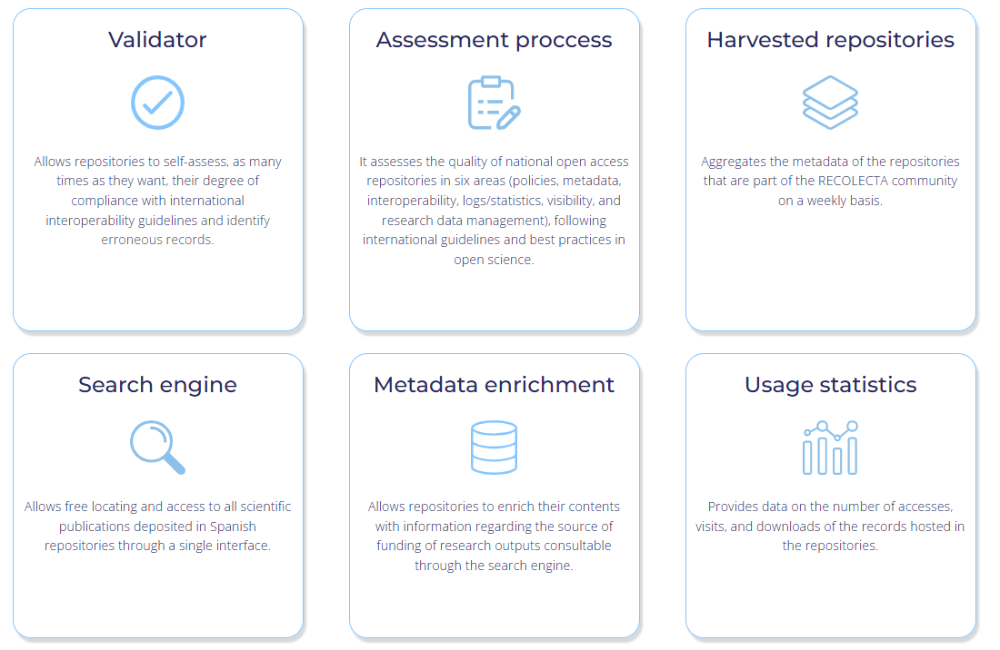 Validator
Allows repositories to self-assess, as many
times as they want, their degree of
compliance with international
interoperability guidelines and identify
erroneous records.
Assessment proccess
It assesses the quality of national open access
repositories in six areas (policies, metadata,
interoperability, logs/statistics, visibility, and
research data management), following
international guidelines and best practices in
open science.
Harvested repositories
Aggregates the metadata of the repositories
that are part of the RECOLECTA community
on a weekly basis.
Search engine
Allows free locating and access to all scientific
publications deposited in Spanish
repositories through a single interface.
Metadata enrichment
Allows repositories to enrich their contents
with information regarding the source of
funding of research outputs consultable
through the search engine.
Usage statistics
Provides data on the number of accesses,
visits, and downloads of the records hosted in
the repositories.